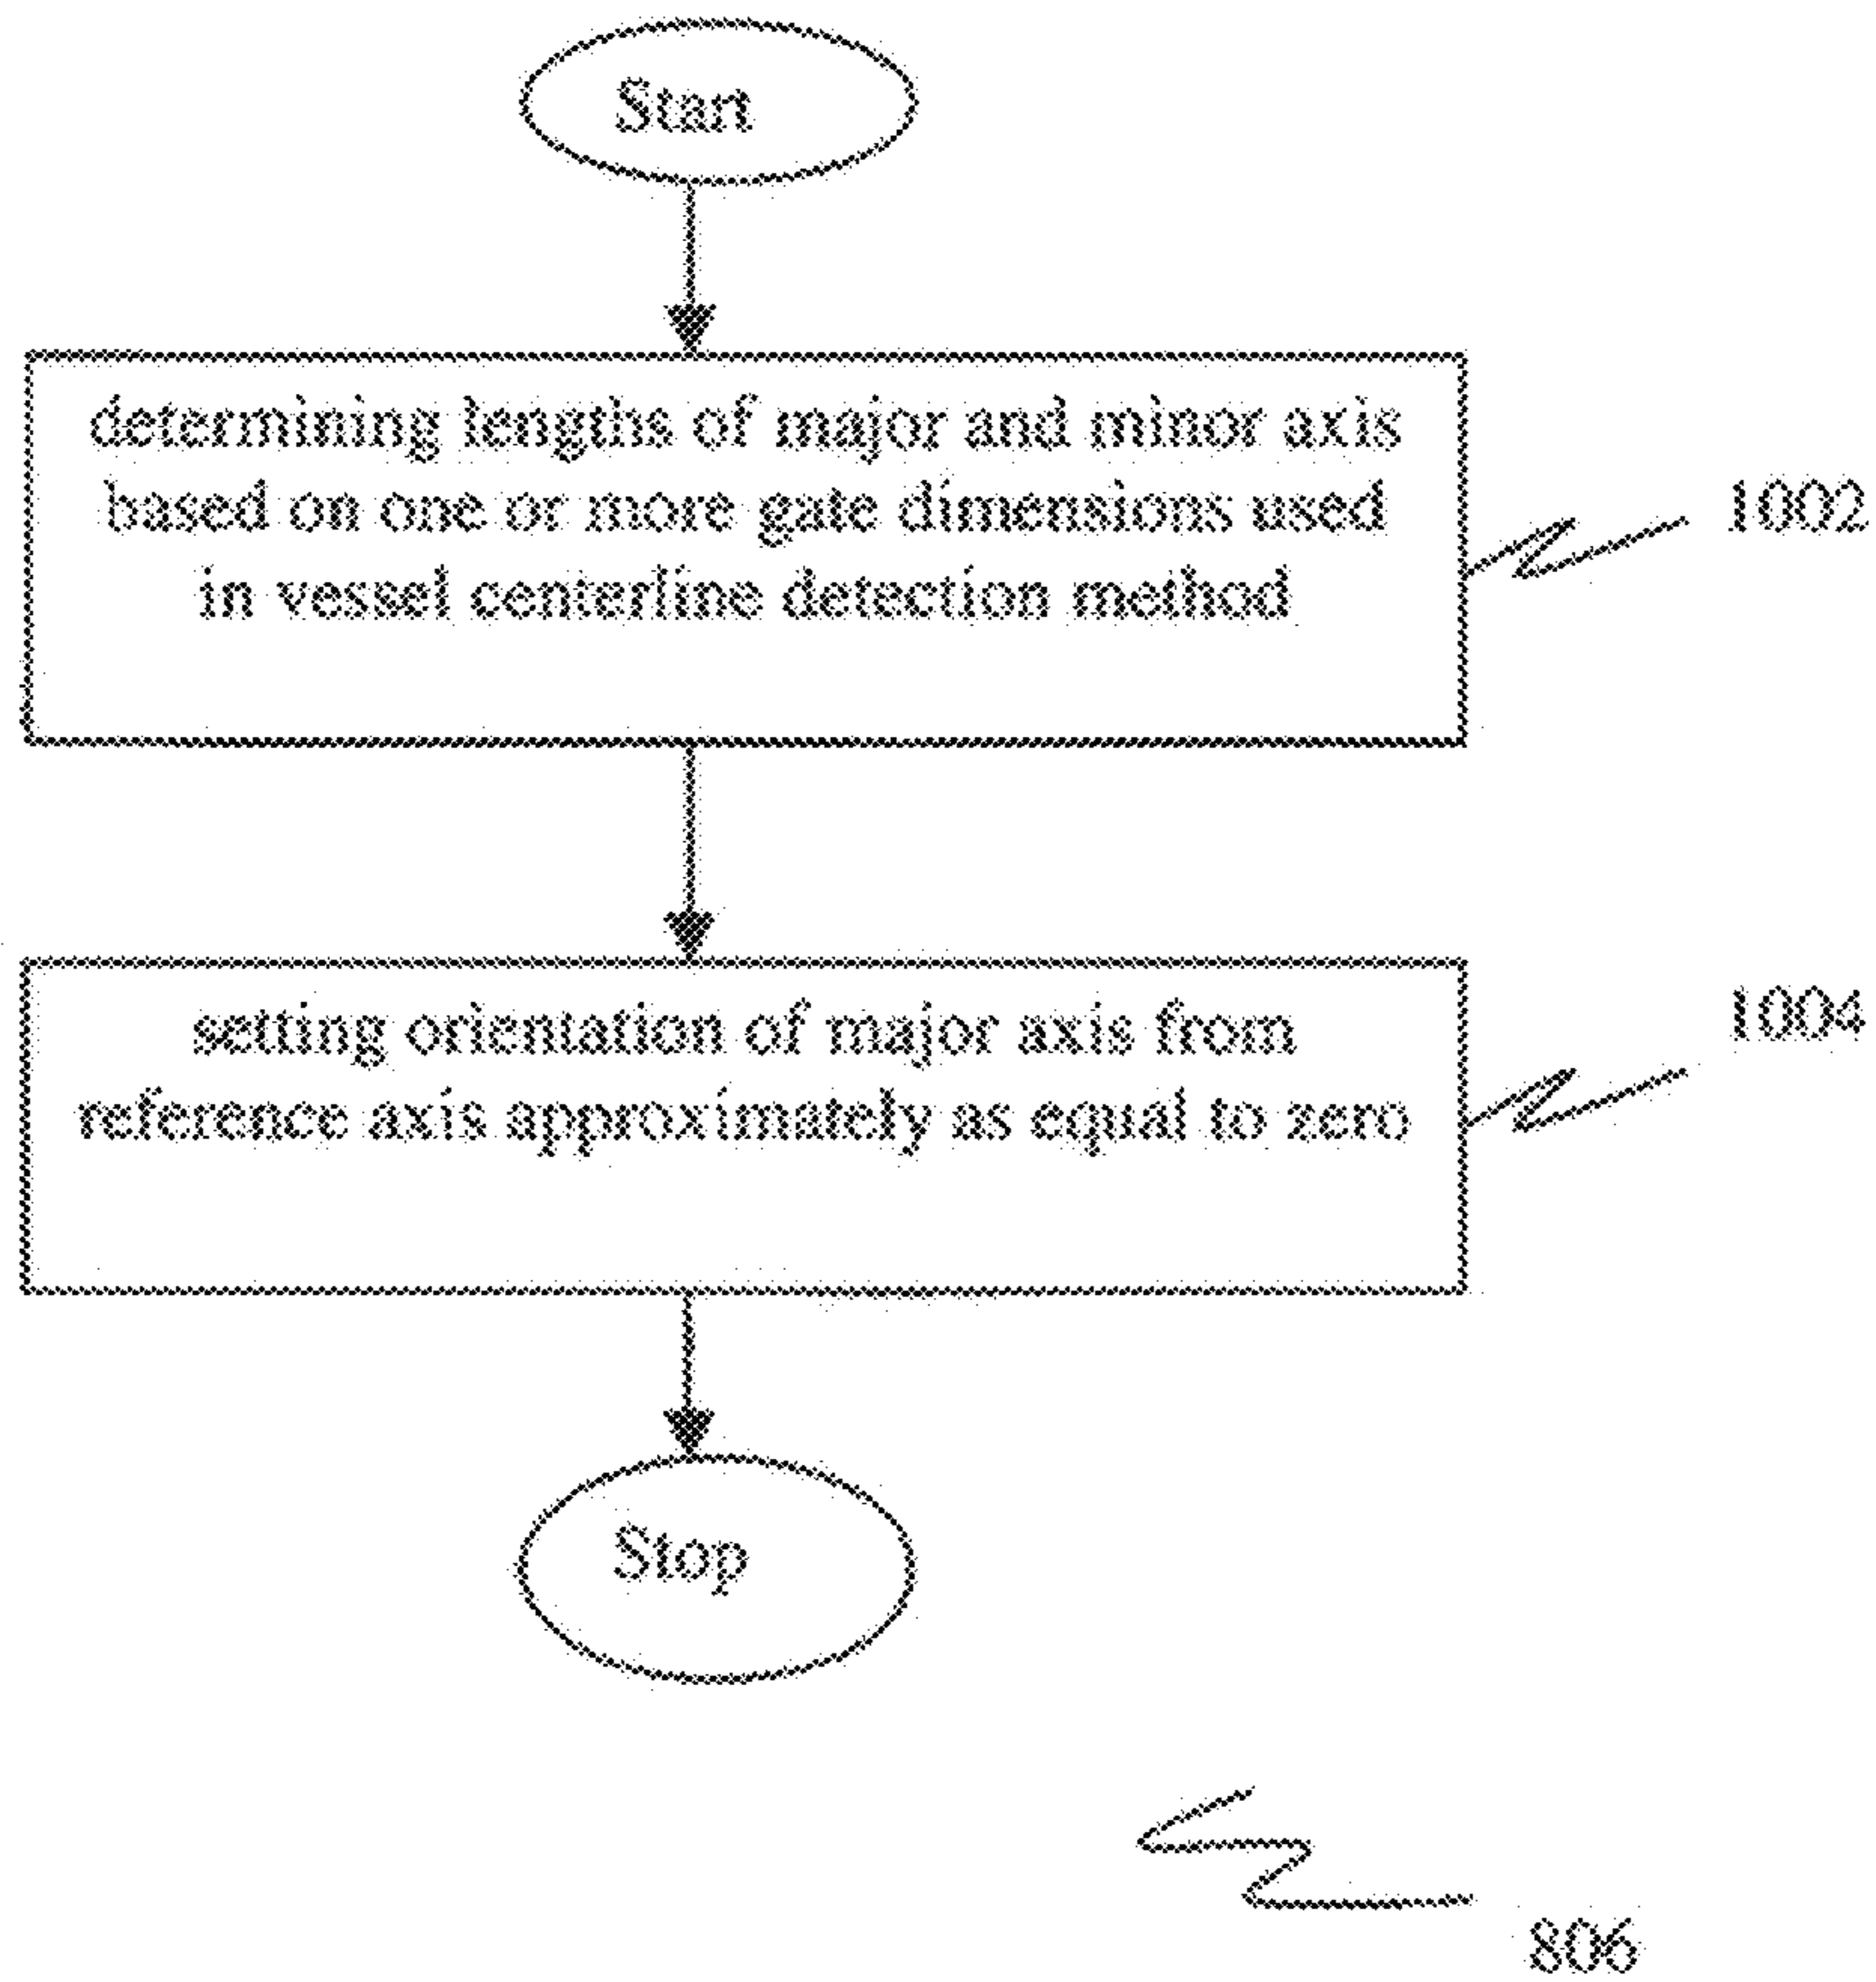 Start
determining lengths of major and minor axis
based on one or more gate dimensions used
in vessel centerline detection method
1002
setting orientation of major axis from
reference axis approximately as equal to zero
1004
Stop
806